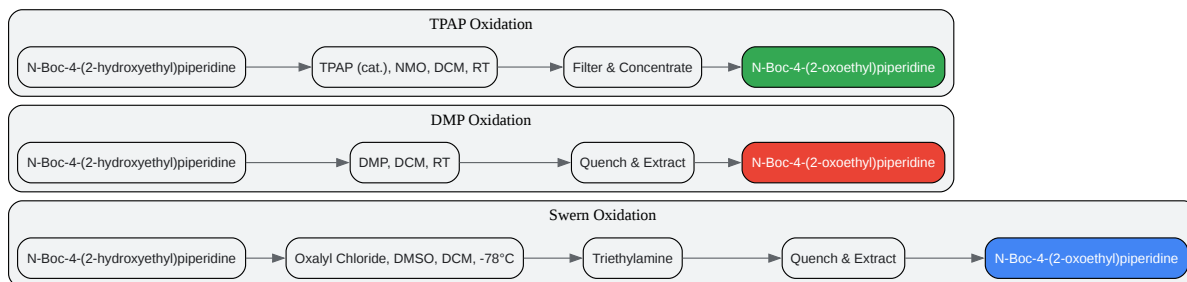 TPAP Oxidation
N-Boc-4-(2-hydroxyethyl)piperidine
TPAP (cat.), NMO, DCM, RT
Filter & Concentrate
N-Boc-4-(2-oxoethyl)piperidine
DMP Oxidation
N-Boc-4-(2-hydroxyethyl)piperidine
DMP, DCM, RT
Quench & Extract
N-Boc-4-(2-oxoethyl)piperidine
Swern Oxidation
N-Boc-4-(2-hydroxyethyl)piperidine
Oxalyl Chloride, DMSO, DCM, -78°C
Triethylamine
Quench & Extract
N-Boc-4-(2-oxoethyl)piperidine